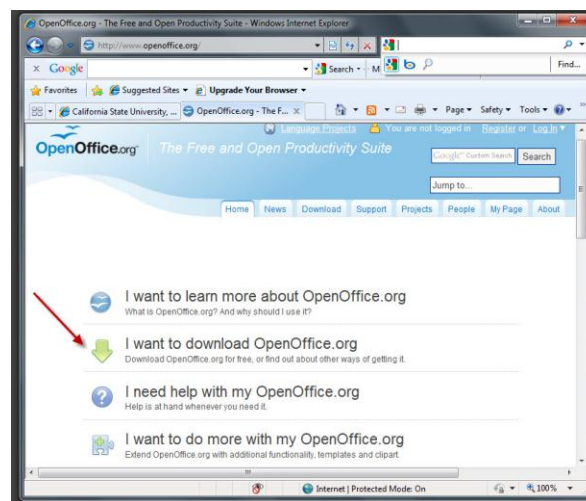 OpenOffice.org - The Free and Open Productivity Suite - Windows Internet Explorer
http://www.openoffice.org/
x Google Search M Find...
Favorites Suggested Sites Upgrade Your Browser
California State University, ... OpenOffice.org - The F... x Page Safety Tools
Language Projects You are not logged in Register or Log In
OpenOffice.org The Free and Open Productivity Suite
Google™ Custom Search Search
Jump to...
Home News Download Support Projects People My Page About
I want to learn more about OpenOffice.org
What is OpenOffice.org? And why should I use it?
I want to download OpenOffice.org
Download OpenOffice.org for free, or find out about other ways of getting it.
I need help with my OpenOffice.org
Help is at hand whenever you need it.
I want to do more with my OpenOffice.org
Extend OpenOffice.org with additional functionality, templates and clipart.
Internet | Protected Mode: On 100%